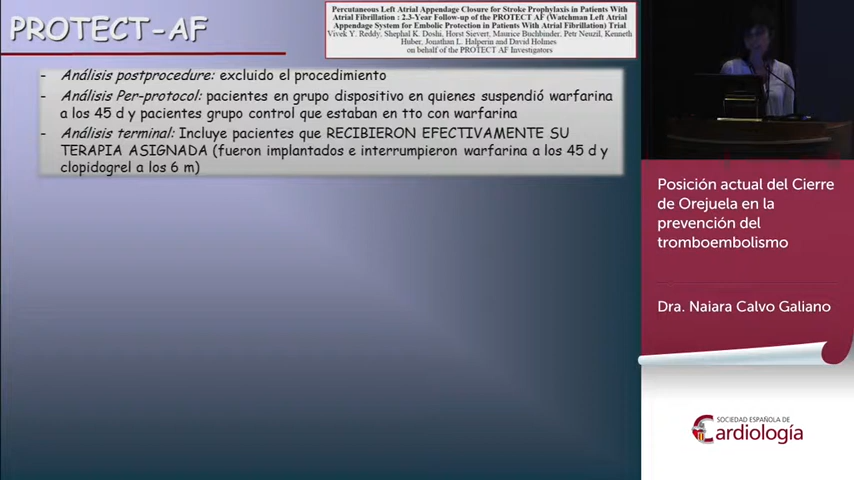 PROTECT-AF
Percutaneous Left Atrial Appendage Closure for Stroke Prophylaxis in Patients With
Atrial Fibrillation : 2.3-Year Follow-up of the PROTECT AF (Watchman Left Atrial
Appendage System for Embolic Protection in Patients With Atrial Fibrillation) Trial
Vivek Y. Reddy, Shephal K. Doshi, Horst Sievert, Maurice Buchbinder, Petr Neuzil, Kenneth
Huber, Jonathan L. Halperin and David Holmes
on behalf of the PROTECT AF Investigators
- Análisis postprocedure: excluido el procedimiento
- Análisis Per-protocol: pacientes en grupo dispositivo en quienes suspendió warfarina
a los 45 d y pacientes grupo control que estaban en tto con warfarina
- Análisis terminal: Incluye pacientes que RECIBIERON EFECTIVAMENTE SU
TERAPIA ASIGNADA (fueron implantados e interrumpieron warfarina a los 45 d y
clopidogrel a los 6 m)
Posición actual del Cierre
de Orejuela en la
prevención del
tromboembolismo
Dra. Naiara Calvo Galiano
SOCIEDAD ESPAÑOLA DE
Cardiología